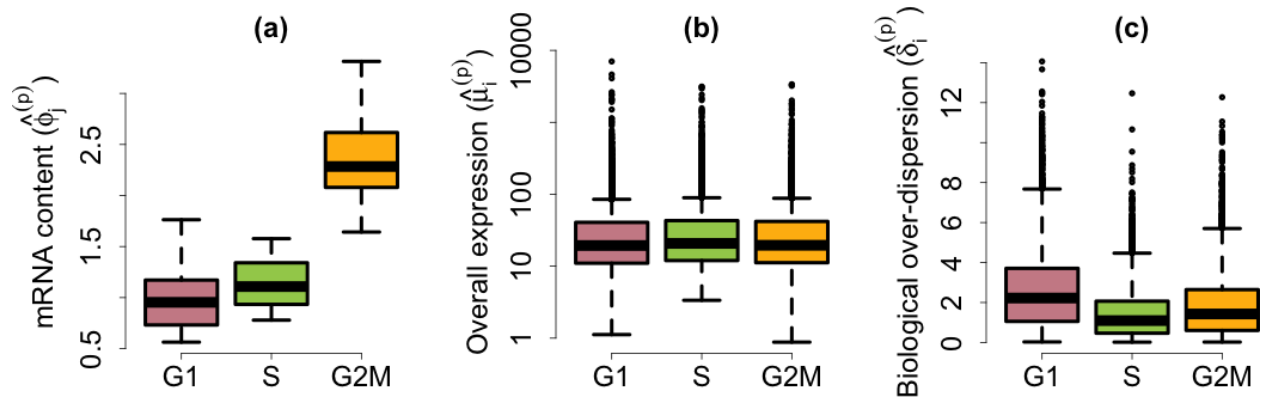 (a)
mRNA content (ϕ̂ⱼ⁽ᵖ⁾)
0.5 1.5 2.5
G1 S G2M
(b)
Overall expression (μ̂ᵢ⁽ᵖ⁾)
1 10 100 10000
G1 S G2M
(c)
Biological over-dispersion (δ̂ᵢ⁽ᵖ⁾)
0 2 4 6 8 12
G1 S G2M